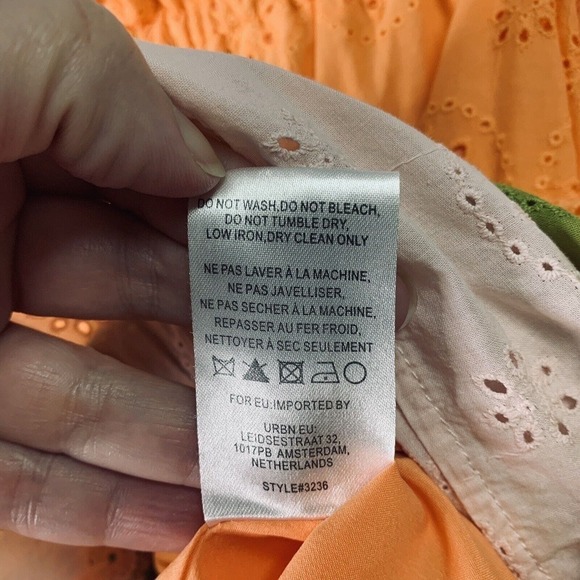 DO NOT WASH,DO NOT BLEACH,
DO NOT TUMBLE DRY,
LOW IRON,DRY CLEAN ONLY
NE PAS LAVER À LA MACHINE,
NE PAS JAVELLISER,
NE PAS SECHER À LA MACHINE,
REPASSER AU FER FROID,
NETTOYER À SEC SEULEMENT
FOR EU:IMPORTED BY
URBN EU:
LEIDSESTRAAT 32,
1017PB AMSTERDAM,
NETHERLANDS
STYLE#3236